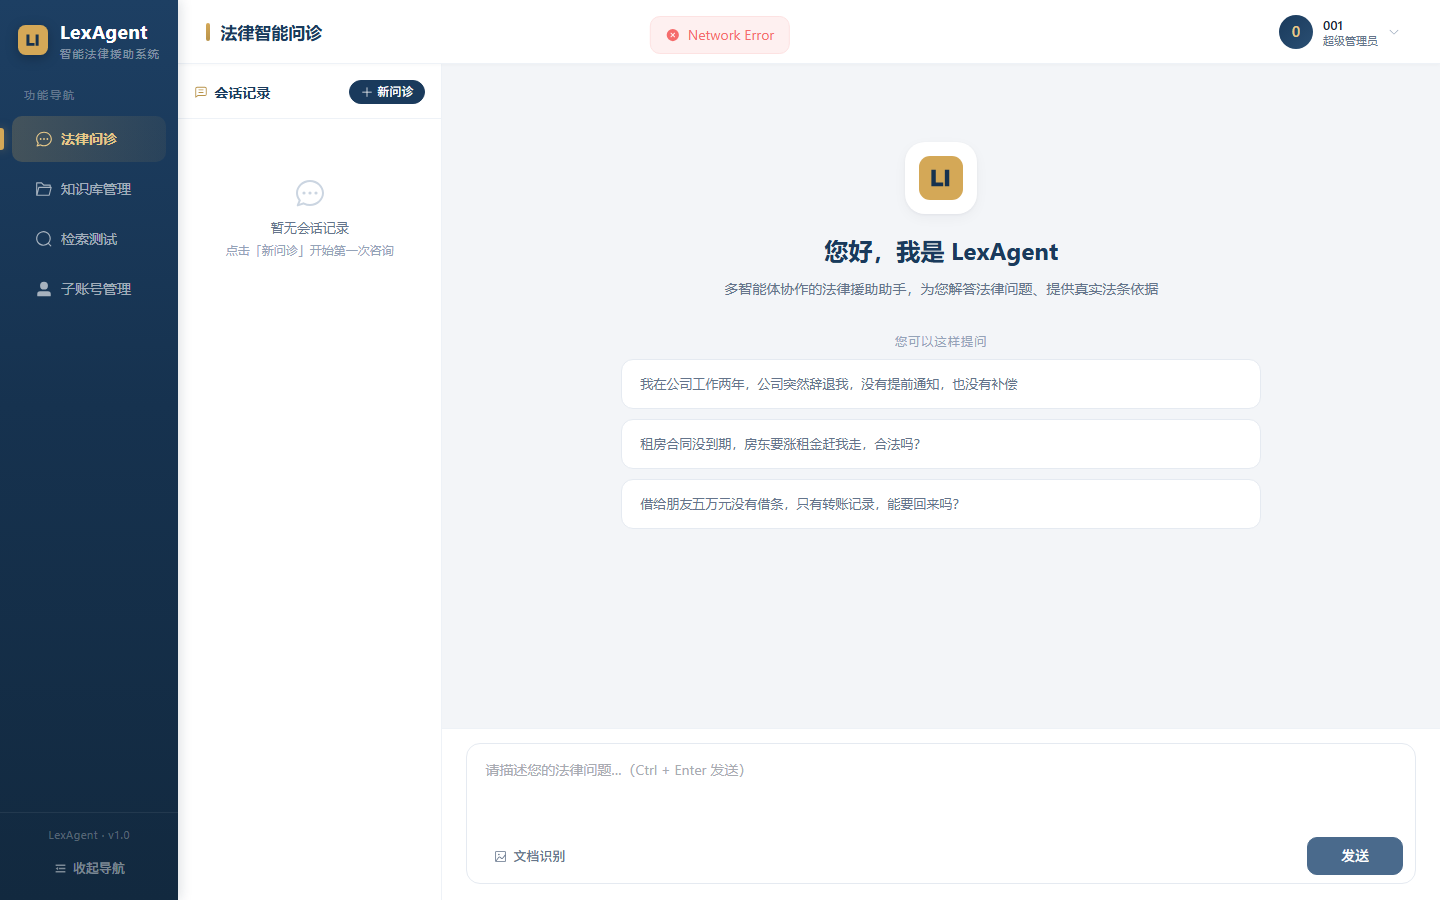 LI
LexAgent
智能法律援助系统
功能导航
法律问诊
知识库管理
检索测试
子账号管理
LexAgent · v1.0
收起导航
法律智能问诊
Network Error
0
001
超级管理员
会话记录
新问诊
暂无会话记录
点击「新问诊」开始第一次咨询
LI
您好，我是 LexAgent
多智能体协作的法律援助助手，为您解答法律问题、提供真实法条依据
您可以这样提问
我在公司工作两年，公司突然辞退我，没有提前通知，也没有补偿
租房合同没到期，房东要涨租金赶我走，合法吗？
借给朋友五万元没有借条，只有转账记录，能要回来吗？
请描述您的法律问题...（Ctrl + Enter 发送）
文档识别
发送